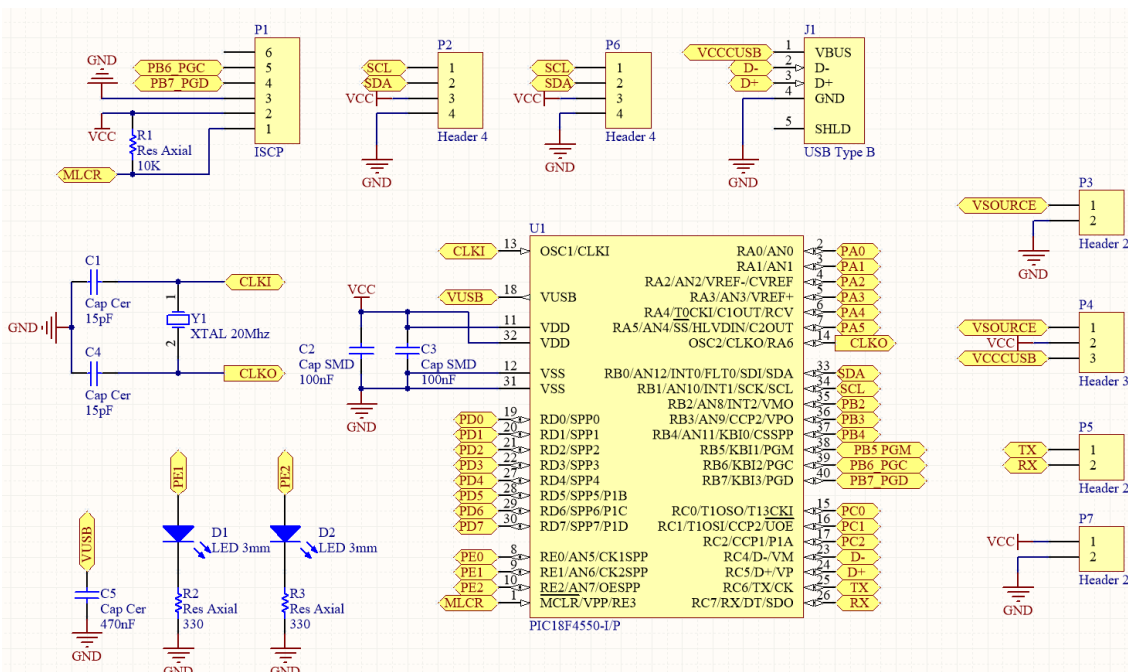 P1
6
5
4
3
2
1
ISCP
GND
PB6_PGC
PB7_PGD
VCC
R1
Res Axial
10K
MLCR
P2
SCL
SDA
VCC
1
2
3
4
Header 4
GND
P6
SCL
SDA
VCC
1
2
3
4
Header 4
GND
J1
VCCCUSB
D-
D+
1
2
3
4
5
VBUS
D-
D+
GND
SHLD
USB Type B
GND
P3
VSOURCE
1
2
Header 2
GND
C1
Cap Cer
15pF
GND
C4
Cap Cer
15pF
1
Y1
XTAL 20Mhz
2
CLKI
CLKO
VCC
C2
Cap SMD
100nF
C3
Cap SMD
100nF
GND
U1
CLKI 13 OSC1/CLKI
VUSB 18 VUSB
11 VDD
32 VDD
12 VSS
31 VSS
PD0 19 RD0/SPP0
PD1 20 RD1/SPP1
PD2 21 RD2/SPP2
PD3 22 RD3/SPP3
PD4 27 RD4/SPP4
PD5 28 RD5/SPP5/P1B
PD6 29 RD6/SPP6/P1C
PD7 30 RD7/SPP7/P1D
PE0 8 RE0/AN5/CK1SPP
PE1 9 RE1/AN6/CK2SPP
PE2 10 RE2/AN7/OESPP
MLCR 1 MCLR/VPP/RE3
RA0/AN0 2 PA0
RA1/AN1 3 PA1
RA2/AN2/VREF-/CVREF 4 PA2
RA3/AN3/VREF+ 5 PA3
RA4/T0CKI/C1OUT/RCV 6 PA4
RA5/AN4/SS/HLVDIN/C2OUT 7 PA5
OSC2/CLKO/RA6 14 CLKO
RB0/AN12/INT0/FLT0/SDI/SDA 33 SDA
RB1/AN10/INT1/SCK/SCL 34 SCL
RB2/AN8/INT2/VMO 35 PB2
RB3/AN9/CCP2/VPO 36 PB3
RB4/AN11/KBI0/CSSPP 37 PB4
RB5/KBI1/PGM 38 PB5 PGM
RB6/KBI2/PGC 39 PB6_PGC
RB7/KBI3/PGD 40 PB7_PGD
RC0/T1OSO/T13CKI 15 PC0
RC1/T1OSI/CCP2/UOE 16 PC1
RC2/CCP1/P1A 17 PC2
RC4/D-/VM 23 D-
RC5/D+/VP 24 D+
RC6/TX/CK 25 TX
RC7/RX/DT/SDO 26 RX
PIC18F4550-I/P
P4
VSOURCE
VCC
VCCCUSB
1
2
3
Header 3
P5
TX
RX
1
2
Header 2
P7
VCC
1
2
Header 2
GND
VUSB
C5
Cap Cer
470nF
GND
PE1
D1
LED 3mm
R2
Res Axial
330
GND
PE2
D2
LED 3mm
R3
Res Axial
330
GND